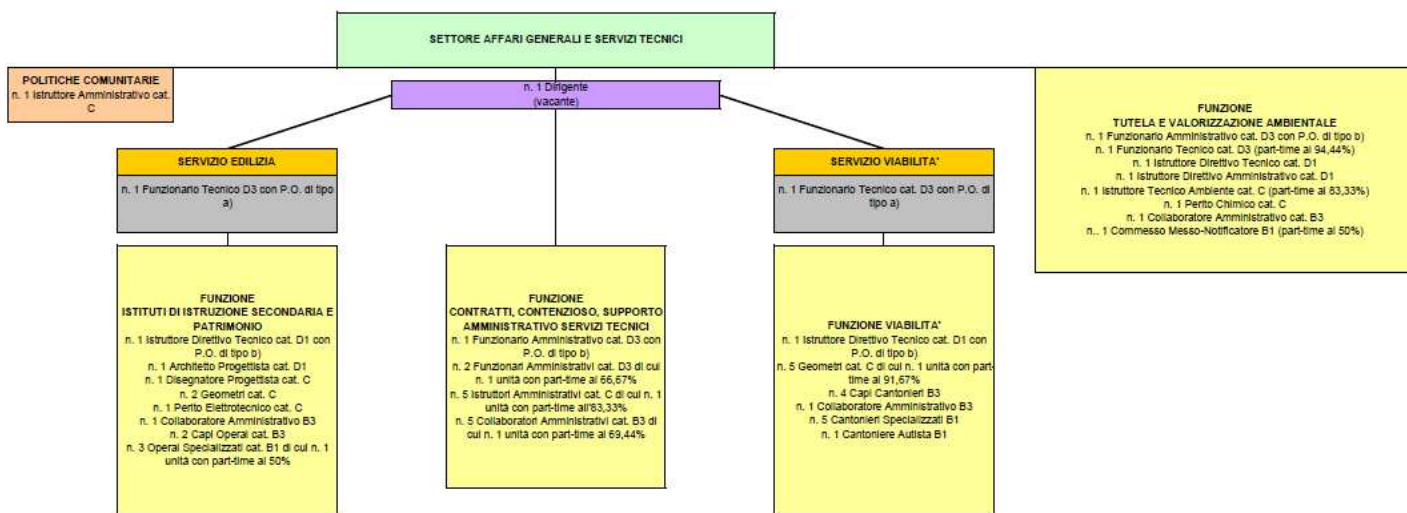 SETTORE AFFARI GENERALI E SERVIZI TECNICI
POLITICHE COMUNITARIE
n. 1 Istruttore Amministrativo cat.
C
n. 1 Dirigente
(vacante)
FUNZIONE
TUTELA E VALORIZZAZIONE AMBIENTALE
n. 1 Funzionario Amministrativo cat. D3 con P.O. di tipo b)
n. 1 Funzionario Tecnico cat. D3 (part-time al 94,44%)
n. 1 Istruttore Direttivo Tecnico cat. D1
n. 1 Istruttore Direttivo Amministrativo cat. D1
n. 1 Istruttore Tecnico Ambiente cat. C (part-time al 83,33%)
n. 1 Perito Chimico cat. C
n. 1 Collaboratore Amministrativo cat. B3
n.. 1 Commesso Messo-Notificatore B1 (part-time al 50%)
SERVIZIO EDILIZIA
n. 1 Funzionario Tecnico D3 con P.O. di tipo
a)
SERVIZIO VIABILITA'
n. 1 Funzionario Tecnico cat. D3 con P.O. di
tipo a)
FUNZIONE
ISTITUTI DI ISTRUZIONE SECONDARIA E
PATRIMONIO
n. 1 Istruttore Direttivo Tecnico cat. D1 con
P.O. di tipo b)
n. 1 Architetto Progettista cat. D1
n. 1 Disegnatore Progettista cat. C
n. 2 Geometri cat. C
n. 1 Perito Elettrotecnico cat. C
n. 1 Collaboratore Amministrativo B3
n. 2 Capi Operai cat. B3
n. 3 Operai Specializzati cat. B1 di cui n. 1
unità con part-time al 50%
FUNZIONE
CONTRATTI, CONTENZIOSO, SUPPORTO
AMMINISTRATIVO SERVIZI TECNICI
n. 1 Funzionario Amministrativo cat. D3 con
P.O. di tipo b)
n. 2 Funzionari Amministrativi cat. D3 di cui
n. 1 unità con part-time al 66,67%
n. 5 Istruttori Amministrativi cat. C di cui n. 1
unità con part-time all'83,33%
n. 5 Collaboratori Amministrativi cat. B3 di
cui n. 1 unità con part-time al 69,44%
FUNZIONE VIABILITA'
n. 1 Istruttore Direttivo Tecnico cat. D1 con
P.O. di tipo b)
n. 5 Geometri cat. C di cui n. 1 unità con part-
time al 91,67%
n. 4 Capi Cantonieri B3
n. 1 Collaboratore Amministrativo B3
n. 5 Cantonieri Specializzati B1
n. 1 Cantoniere Autista B1